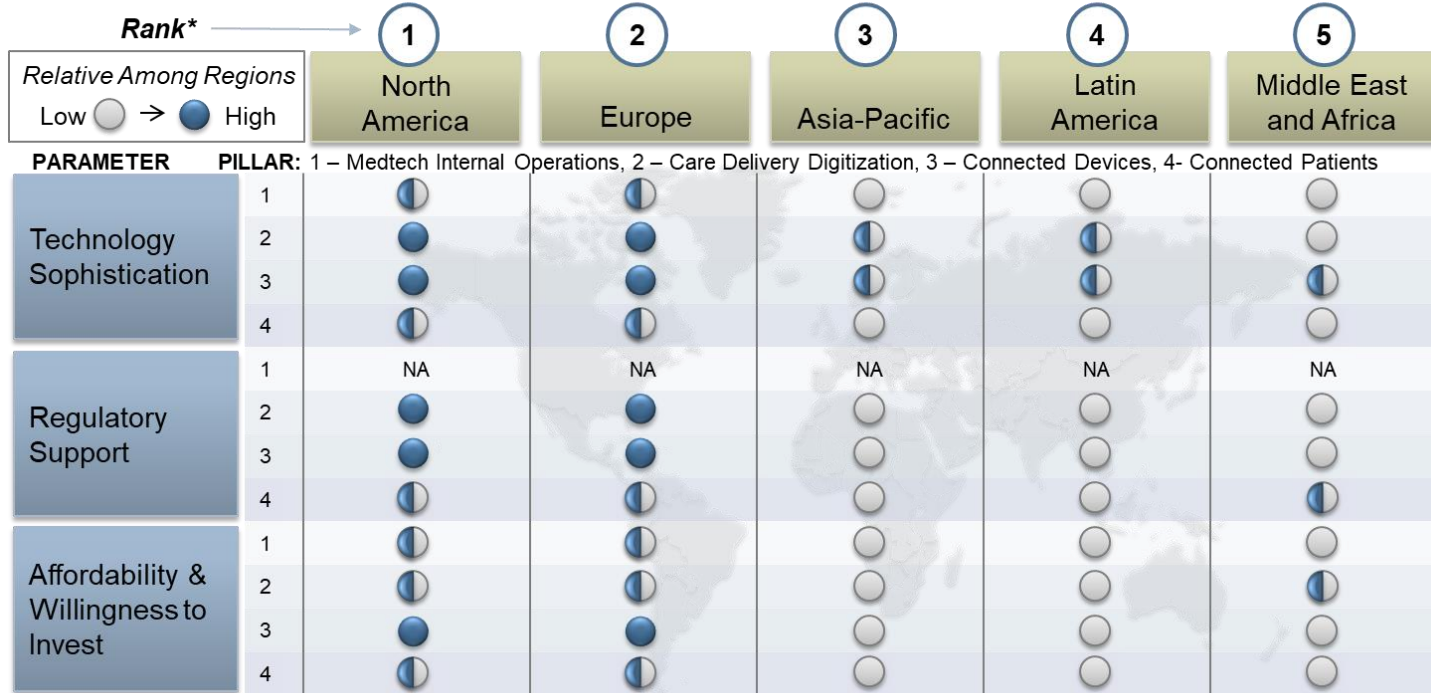 Rank*
1
2
3
4
5
Relative Among Regions
Low → High
North
America
Europe
Asia-Pacific
Latin
America
Middle East
and Africa
PARAMETER
PILLAR: 1 – Medtech Internal Operations, 2 – Care Delivery Digitization, 3 – Connected Devices, 4- Connected Patients
Technology
Sophistication
1
2
3
4
Regulatory
Support
1 NA NA NA NA NA
2
3
4
Affordability &
Willingness to
Invest
1
2
3
4